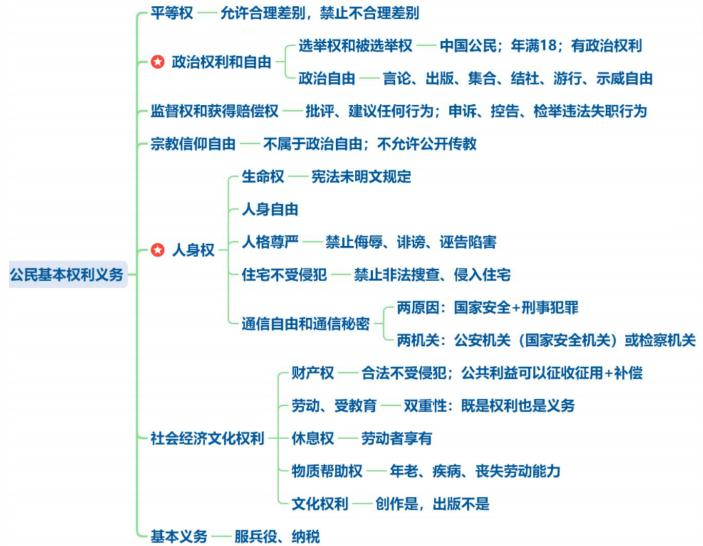 平等权 允许合理差别，禁止不合理差别
选举权和被选举权 中国公民；年满18；有政治权利
政治权利和自由
政治自由 言论、出版、集合、结社、游行、示威自由
监督权和获得赔偿权 批评、建议任何行为；申诉、控告、检举违法失职行为
宗教信仰自由 不属于政治自由；不允许公开传教
生命权 宪法未明文规定
人身自由
人身权
人格尊严 禁止侮辱、诽谤、诬告陷害
公民基本权利义务
住宅不受侵犯 禁止非法搜查、侵入住宅
两原因：国家安全+刑事犯罪
通信自由和通信秘密
两机关：公安机关（国家安全机关）或检察机关
财产权 合法不受侵犯；公共利益可以征收征用+补偿
劳动、受教育 双重性：既是权利也是义务
社会经济文化权利
休息权 劳动者享有
物质帮助权 年老、疾病、丧失劳动能力
文化权利 创作是，出版不是
基本义务 服兵役、纳税